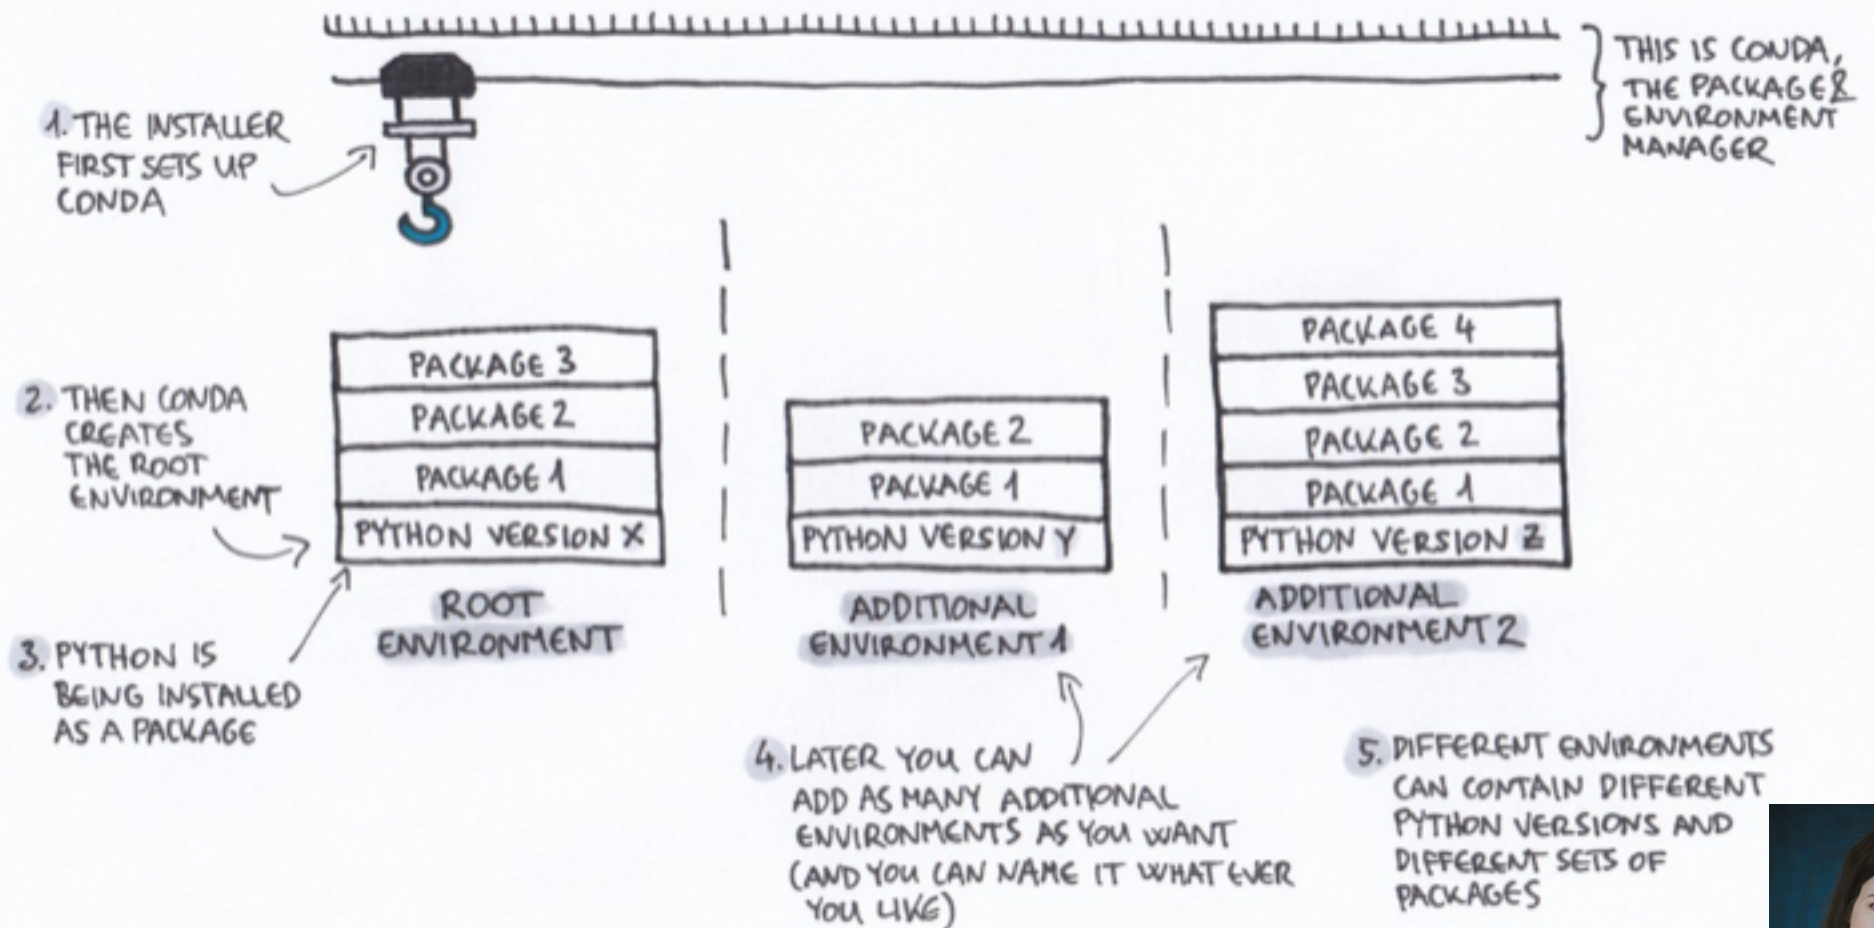 THIS IS CONDA,
THE PACKAGE &
ENVIRONMENT
MANAGER
1. THE INSTALLER
FIRST SETS UP
CONDA
2. THEN CONDA
CREATES
THE ROOT
ENVIRONMENT
3. PYTHON IS
BEING INSTALLED
AS A PACKAGE
PACKAGE 3
PACKAGE 2
PACKAGE 1
PYTHON VERSION X
ROOT
ENVIRONMENT
PACKAGE 2
PACKAGE 1
PYTHON VERSION Y
ADDITIONAL
ENVIRONMENT 1
PACKAGE 4
PACKAGE 3
PACKAGE 2
PACKAGE 1
PYTHON VERSION Z
ADDITIONAL
ENVIRONMENT 2
4. LATER YOU CAN
ADD AS MANY ADDITIONAL
ENVIRONMENTS AS YOU WANT
(AND YOU CAN NAME IT WHAT EVER
YOU LIKE)
5. DIFFERENT ENVIRONMENTS
CAN CONTAIN DIFFERENT
PYTHON VERSIONS AND
DIFFERENT SETS OF
PACKAGES